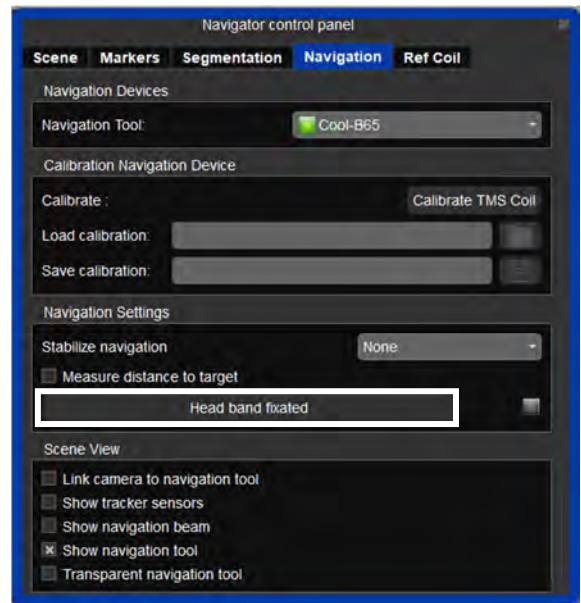 Navigator control panel
Scene Markers Segmentation Navigation Ref Coil
Navigation Devices
Navigation Tool: Cool-B65
Calibration Navigation Device
Calibrate : Calibrate TMS Coil
Load calibration:
Save calibration:
Navigation Settings
Stabilize navigation None
Measure distance to target
Head band fixated
Scene View
Link camera to navigation tool
Show tracker sensors
Show navigation beam
Show navigation tool
Transparent navigation tool